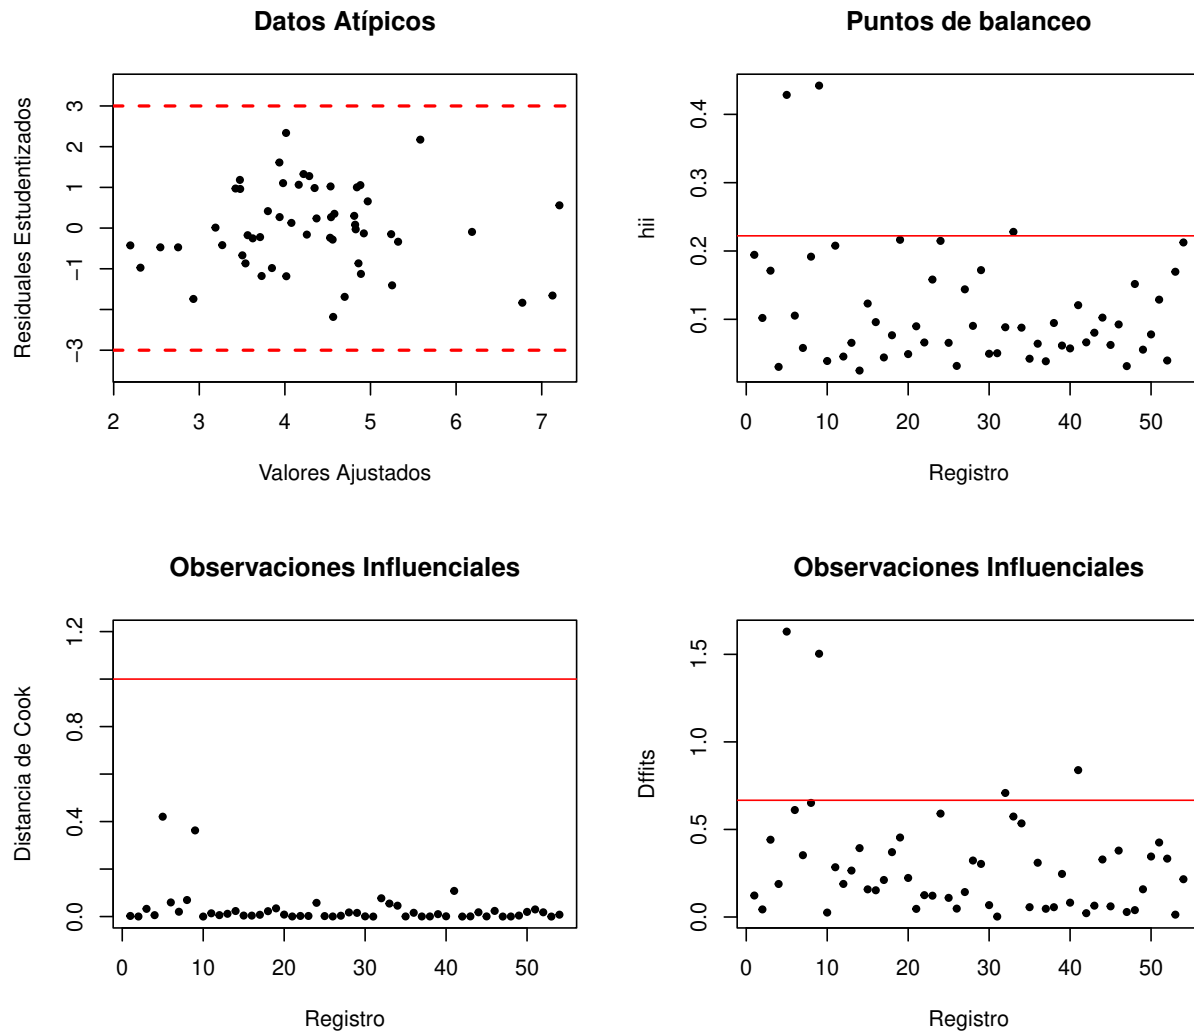 Datos Atípicos
Residuales Estudentizados
3
2
1
0
−1
−3
2 3 4 5 6 7
Valores Ajustados
Puntos de balanceo
hii
0.4
0.3
0.2
0.1
0 10 20 30 40 50
Registro
Observaciones Influenciales
Distancia de Cook
1.2
0.8
0.4
0.0
0 10 20 30 40 50
Registro
Observaciones Influenciales
Dffits
1.5
1.0
0.5
0.0
0 10 20 30 40 50
Registro